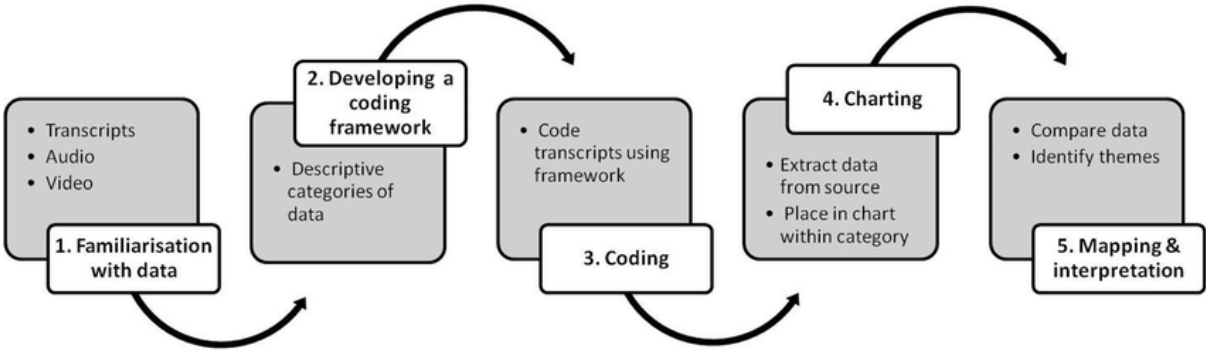 • Transcripts
• Audio
• Video
1. Familiarisation
with data
2. Developing a
coding
framework
• Descriptive
categories of
data
• Code
transcripts using
framework
3. Coding
4. Charting
• Extract data
from source
• Place in chart
within category
• Compare data
• Identify themes
5. Mapping &
interpretation